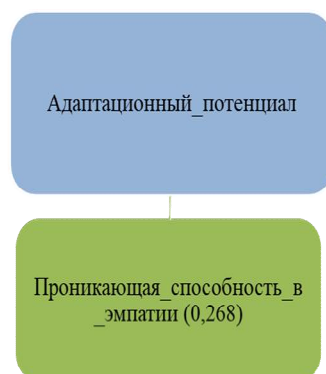 Адаптационный_потенциал
Проникающая_способность_в
_эмпатии (0,268)